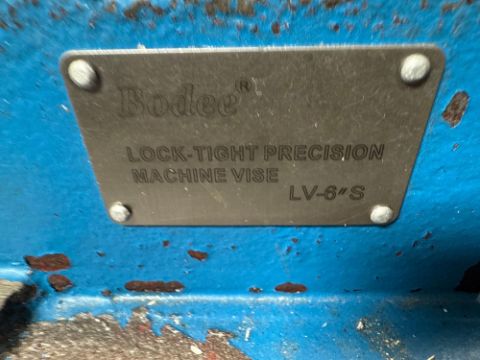 Bodee®
LOCK-TIGHT PRECISION
MACHINE VISE
LV-6"S